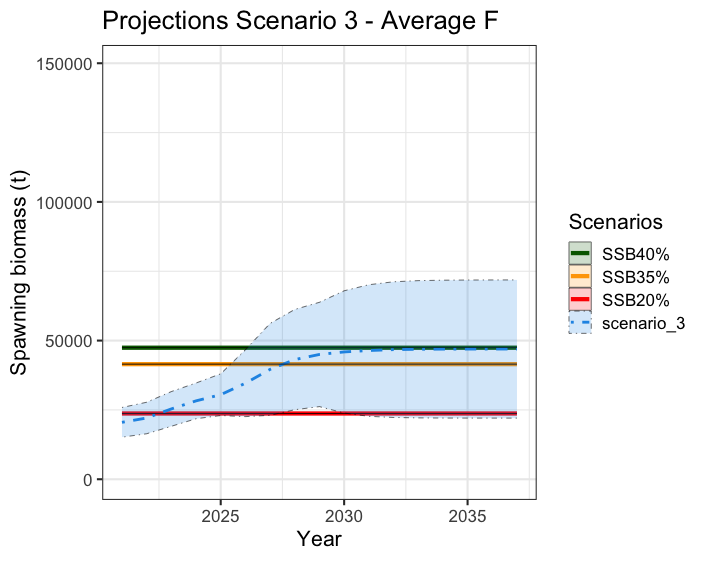 Projections Scenario 3 - Average F
Spawning biomass (t)
150000
100000
50000
0
2025
2030
2035
Year
Scenarios
SSB40%
SSB35%
SSB20%
scenario_3